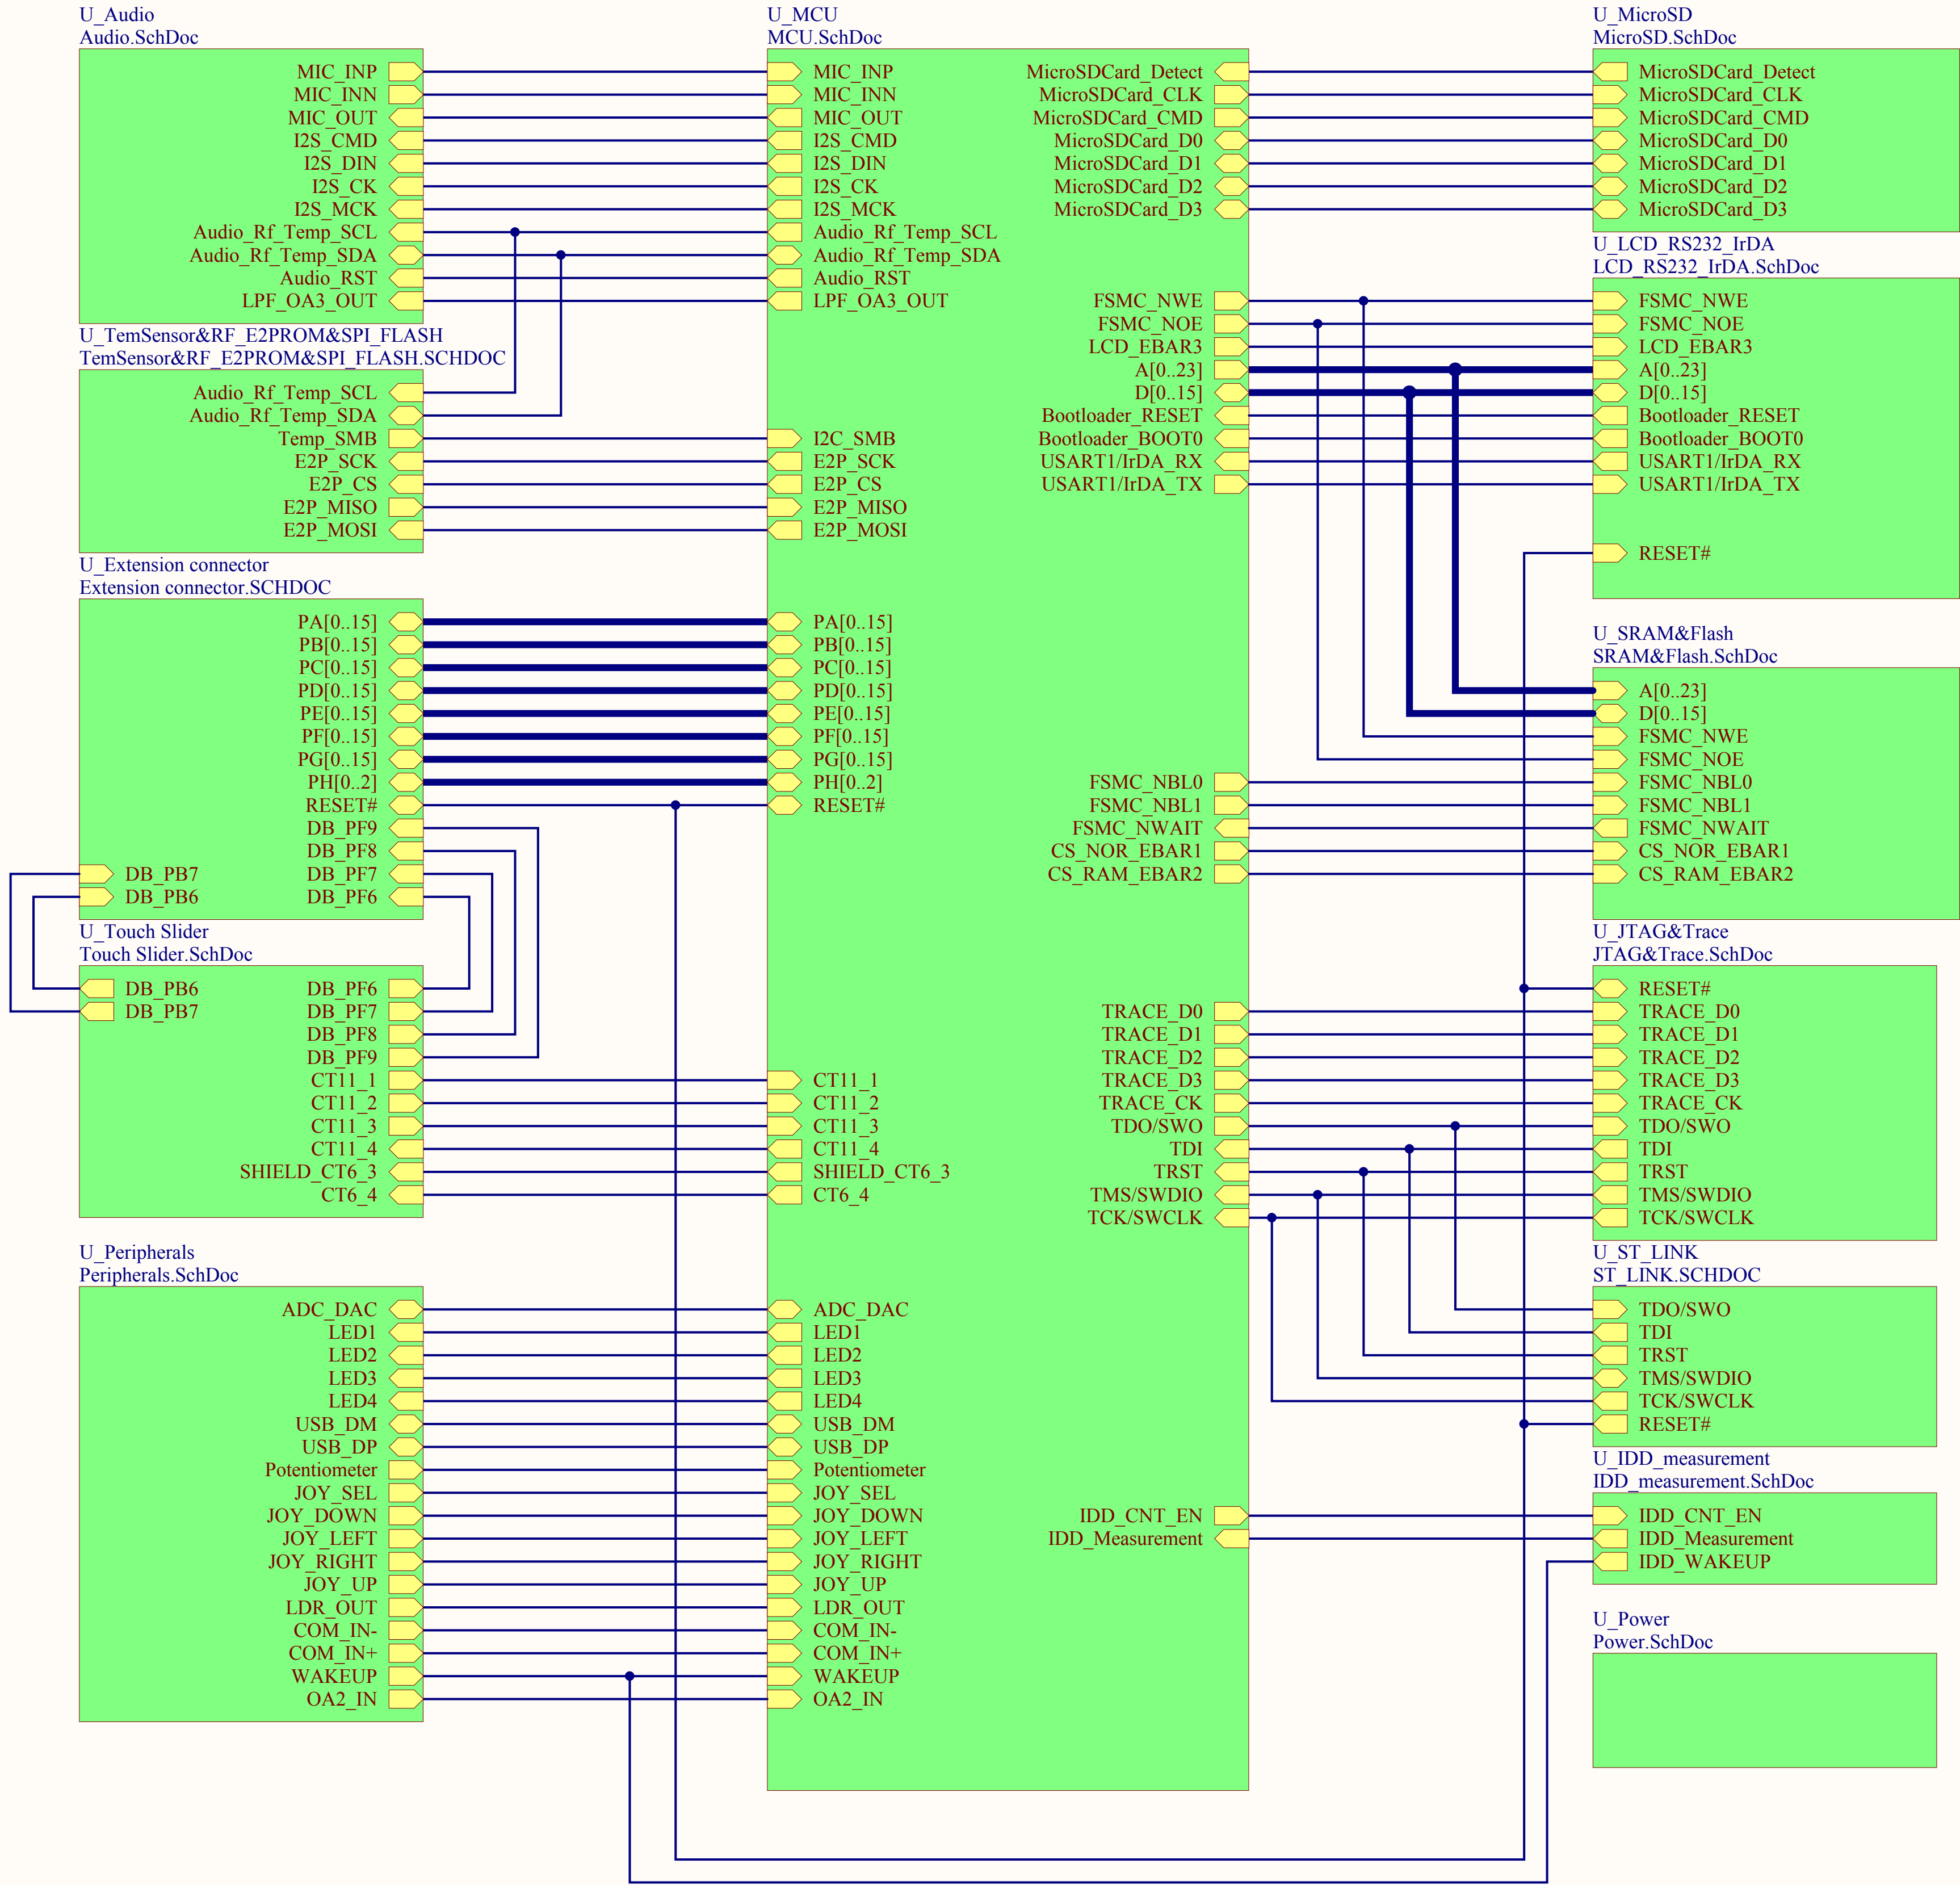 U_Audio
Audio.SchDoc
MIC_INP
MIC_INN
MIC_OUT
I2S_CMD
I2S_DIN
I2S_CK
I2S_MCK
Audio_Rf_Temp_SCL
Audio_Rf_Temp_SDA
Audio_RST
LPF_OA3_OUT
U_TemSensor&RF_E2PROM&SPI_FLASH
TemSensor&RF_E2PROM&SPI_FLASH.SCHDOC
Audio_Rf_Temp_SCL
Audio_Rf_Temp_SDA
Temp_SMB
E2P_SCK
E2P_CS
E2P_MISO
E2P_MOSI
U_Extension connector
Extension connector.SCHDOC
PA[0..15]
PB[0..15]
PC[0..15]
PD[0..15]
PE[0..15]
PF[0..15]
PG[0..15]
PH[0..2]
RESET#
DB_PF9
DB_PF8
DB_PB7 DB_PF7
DB_PB6 DB_PF6
U_Touch Slider
Touch Slider.SchDoc
DB_PB6 DB_PF6
DB_PB7 DB_PF7
DB_PF8
DB_PF9
CT11_1
CT11_2
CT11_3
CT11_4
SHIELD_CT6_3
CT6_4
U_Peripherals
Peripherals.SchDoc
ADC_DAC
LED1
LED2
LED3
LED4
USB_DM
USB_DP
Potentiometer
JOY_SEL
JOY_DOWN
JOY_LEFT
JOY_RIGHT
JOY_UP
LDR_OUT
COM_IN-
COM_IN+
WAKEUP
OA2_IN
U_MCU
MCU.SchDoc
MIC_INP MicroSDCard_Detect
MIC_INN MicroSDCard_CLK
MIC_OUT MicroSDCard_CMD
I2S_CMD MicroSDCard_D0
I2S_DIN MicroSDCard_D1
I2S_CK MicroSDCard_D2
I2S_MCK MicroSDCard_D3
Audio_Rf_Temp_SCL
Audio_Rf_Temp_SDA
Audio_RST
LPF_OA3_OUT FSMC_NWE
FSMC_NOE
LCD_EBAR3
A[0..23]
D[0..15]
Bootloader_RESET
I2C_SMB Bootloader_BOOT0
E2P_SCK USART1/IrDA_RX
E2P_CS USART1/IrDA_TX
E2P_MISO
E2P_MOSI
PA[0..15]
PB[0..15]
PC[0..15]
PD[0..15]
PE[0..15]
PF[0..15]
PG[0..15]
PH[0..2] FSMC_NBL0
RESET# FSMC_NBL1
FSMC_NWAIT
CS_NOR_EBAR1
CS_RAM_EBAR2
TRACE_D0
TRACE_D1
TRACE_D2
CT11_1 TRACE_D3
CT11_2 TRACE_CK
CT11_3 TDO/SWO
CT11_4 TDI
SHIELD_CT6_3 TRST
CT6_4 TMS/SWDIO
TCK/SWCLK
ADC_DAC
LED1
LED2
LED3
LED4
USB_DM
USB_DP
Potentiometer
JOY_SEL
JOY_DOWN IDD_CNT_EN
JOY_LEFT IDD_Measurement
JOY_RIGHT
JOY_UP
LDR_OUT
COM_IN-
COM_IN+
WAKEUP
OA2_IN
U_MicroSD
MicroSD.SchDoc
MicroSDCard_Detect
MicroSDCard_CLK
MicroSDCard_CMD
MicroSDCard_D0
MicroSDCard_D1
MicroSDCard_D2
MicroSDCard_D3
U_LCD_RS232_IrDA
LCD_RS232_IrDA.SchDoc
FSMC_NWE
FSMC_NOE
LCD_EBAR3
A[0..23]
D[0..15]
Bootloader_RESET
Bootloader_BOOT0
USART1/IrDA_RX
USART1/IrDA_TX
RESET#
U_SRAM&Flash
SRAM&Flash.SchDoc
A[0..23]
D[0..15]
FSMC_NWE
FSMC_NOE
FSMC_NBL0
FSMC_NBL1
FSMC_NWAIT
CS_NOR_EBAR1
CS_RAM_EBAR2
U_JTAG&Trace
JTAG&Trace.SchDoc
RESET#
TRACE_D0
TRACE_D1
TRACE_D2
TRACE_D3
TRACE_CK
TDO/SWO
TDI
TRST
TMS/SWDIO
TCK/SWCLK
U_ST_LINK
ST_LINK.SCHDOC
TDO/SWO
TDI
TRST
TMS/SWDIO
TCK/SWCLK
RESET#
U_IDD_measurement
IDD_measurement.SchDoc
IDD_CNT_EN
IDD_Measurement
IDD_WAKEUP
U_Power
Power.SchDoc